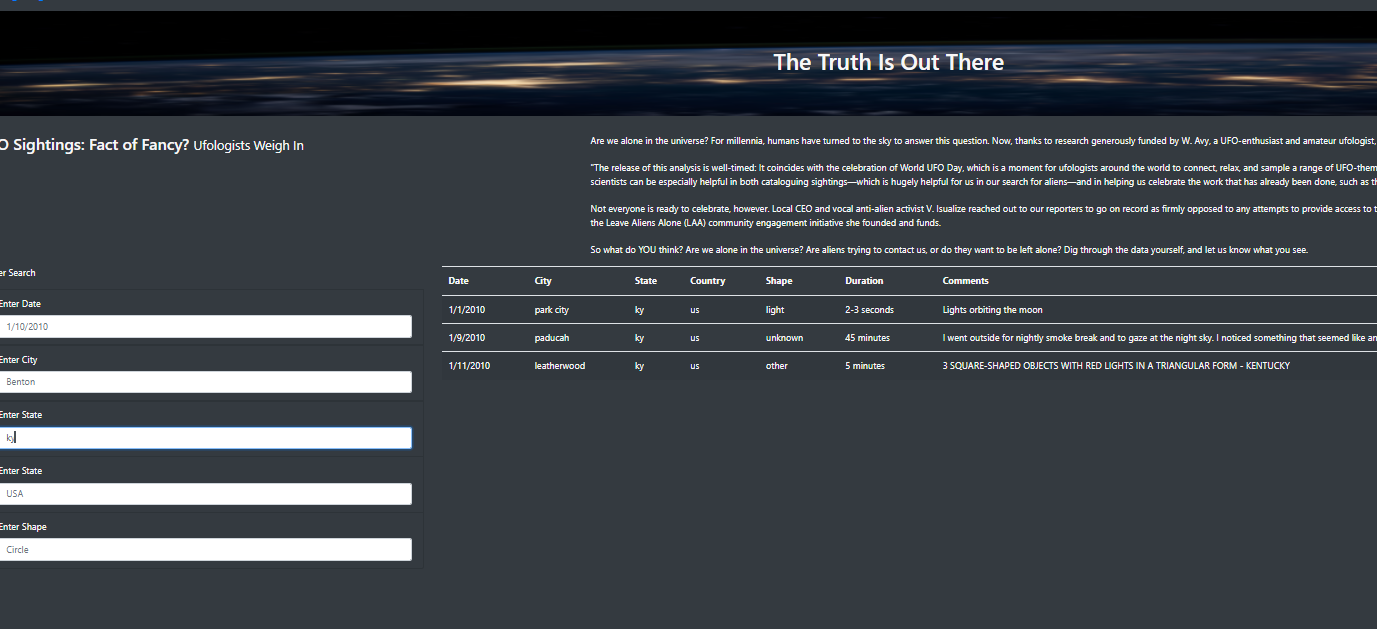 The Truth Is Out There
O Sightings: Fact of Fancy? Ufologists Weigh In
Are we alone in the universe? For millennia, humans have turned to the sky to answer this question. Now, thanks to research generously funded by W. Avy, a UFO-enthusiast and amateur ufologist,
"The release of this analysis is well-timed: It coincides with the celebration of World UFO Day, which is a moment for ufologists around the world to connect, relax, and sample a range of UFO-them
scientists can be especially helpful in both cataloguing sightings—which is hugely helpful for us in our search for aliens—and in helping us celebrate the work that has already been done, such as th
Not everyone is ready to celebrate, however. Local CEO and vocal anti-alien activist V. Isualize reached out to our reporters to go on record as firmly opposed to any attempts to provide access to t
the Leave Aliens Alone (LAA) community engagement initiative she founded and funds.
So what do YOU think? Are we alone in the universe? Are aliens trying to contact us, or do they want to be left alone? Dig through the data yourself, and let us know what you see.
er Search
Enter Date
1/10/2010
Enter City
Benton
Enter State
ky
Enter State
USA
Enter Shape
Circle
Date City State Country Shape Duration Comments
1/1/2010 park city ky us light 2-3 seconds Lights orbiting the moon
1/9/2010 paducah ky us unknown 45 minutes I went outside for nightly smoke break and to gaze at the night sky. I noticed something that seemed like an
1/11/2010 leatherwood ky us other 5 minutes 3 SQUARE-SHAPED OBJECTS WITH RED LIGHTS IN A TRIANGULAR FORM - KENTUCKY